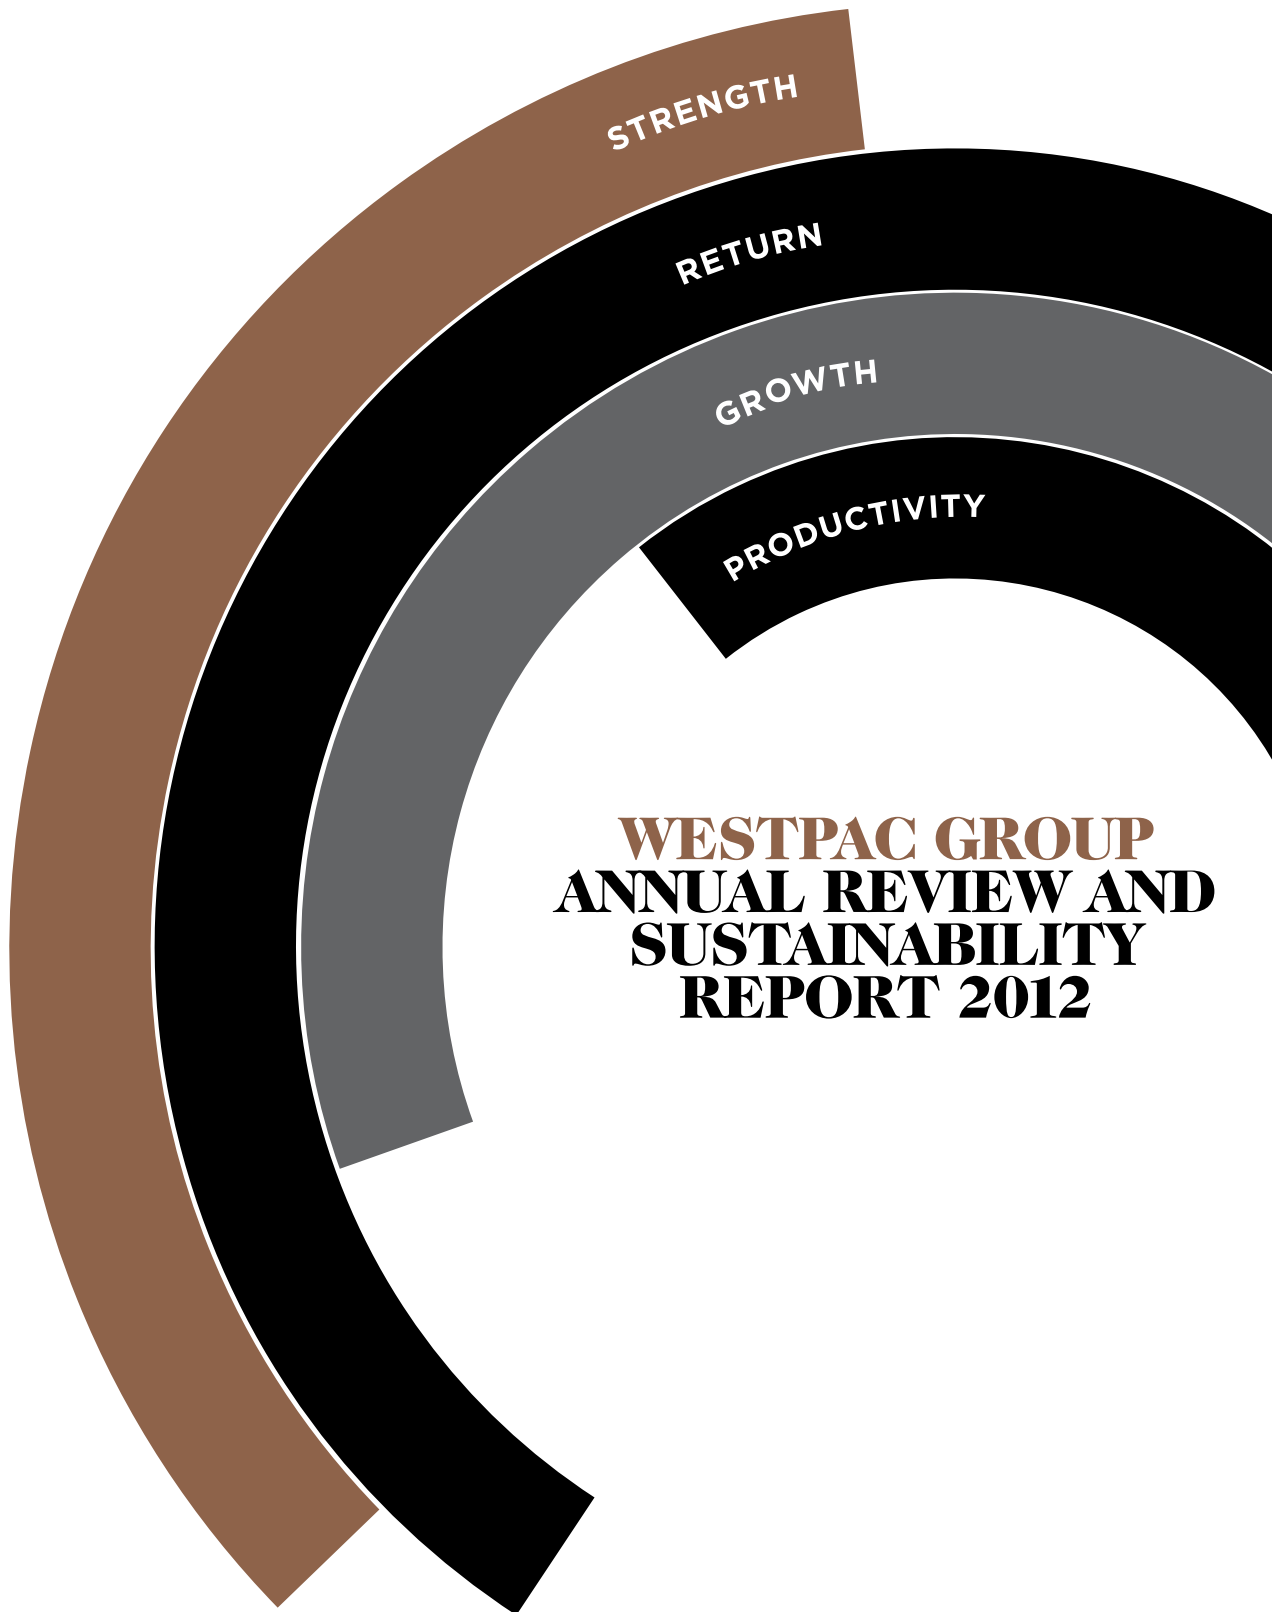 STRENGTH
RETURN
GROWTH
PRODUCTIVITY
WESTPAC GROUP
ANNUAL REVIEW AND
SUSTAINABILITY
REPORT 2012